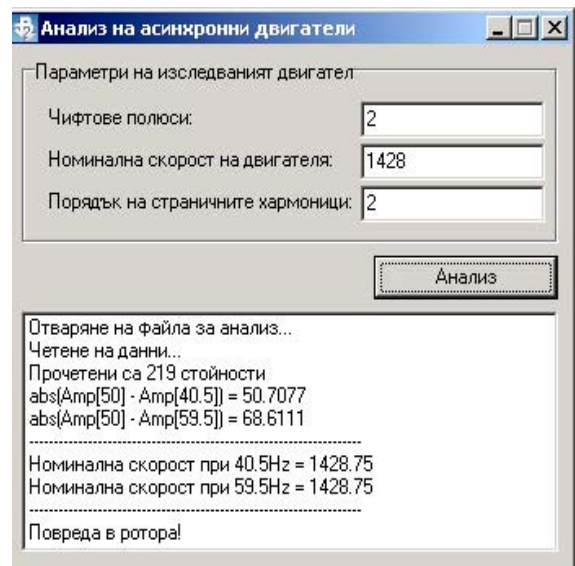 Анализ на асинхронни двигатели
Параметри на изследваният двигател
Чифтове полюси: 2
Номинална скорост на двигателя: 1428
Порядък на страничните хармоници: 2
Анализ
Отваряне на файла за анализ...
Четене на данни...
Прочетени са 219 стойности
abs(Amp[50] - Amp[40.5]) = 50.7077
abs(Amp[50] - Amp[59.5]) = 68.6111
--------------------------------------------------------------
Номинална скорост при 40.5Hz = 1428.75
Номинална скорост при 59.5Hz = 1428.75
--------------------------------------------------------------
Повреда в ротора!